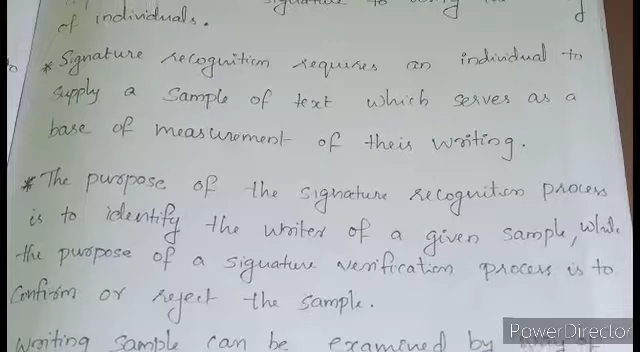 signature to
of individuals.
* Signature recognition requires an individual to
supply a sample of text which serves as a
base of measurement of their writing.
* The purpose of the signature recognition process
is to identify the writer of a given sample, while
the purpose of a signature verification process is to
Confirm or reject the sample.
Writing sample can be examined by
PowerDirector